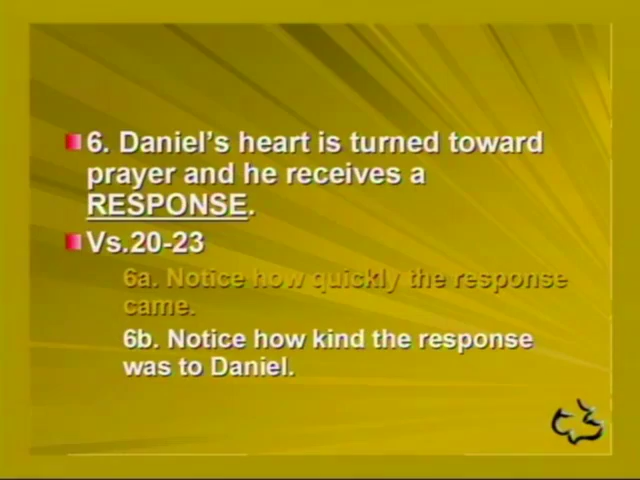 6. Daniel's heart is turned toward
prayer and he receives a
RESPONSE.
Vs.20-23
6a. Notice how quickly the response
came.
6b. Notice how kind the response
was to Daniel.